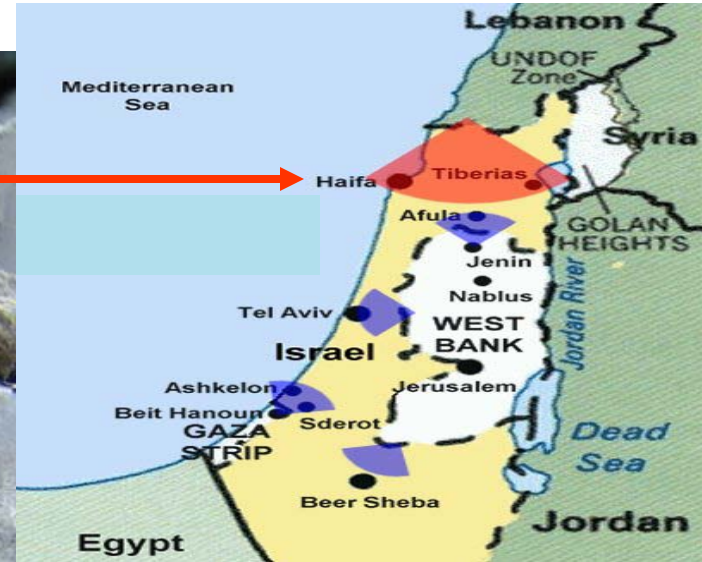 Lebanon
UNDOF
Zone
Mediterranean
Sea
Syria
Haifa
Tiberias
Afula
GOLAN
HEIGHTS
Jenin
Nablus
Jordan River
Tel Aviv
WEST
BANK
Israel
Ashkelon
Jerusalem
Beit Hanoun
Sderot
GAZA
STRIP
Dead
Sea
Beer Sheba
Jordan
Egypt